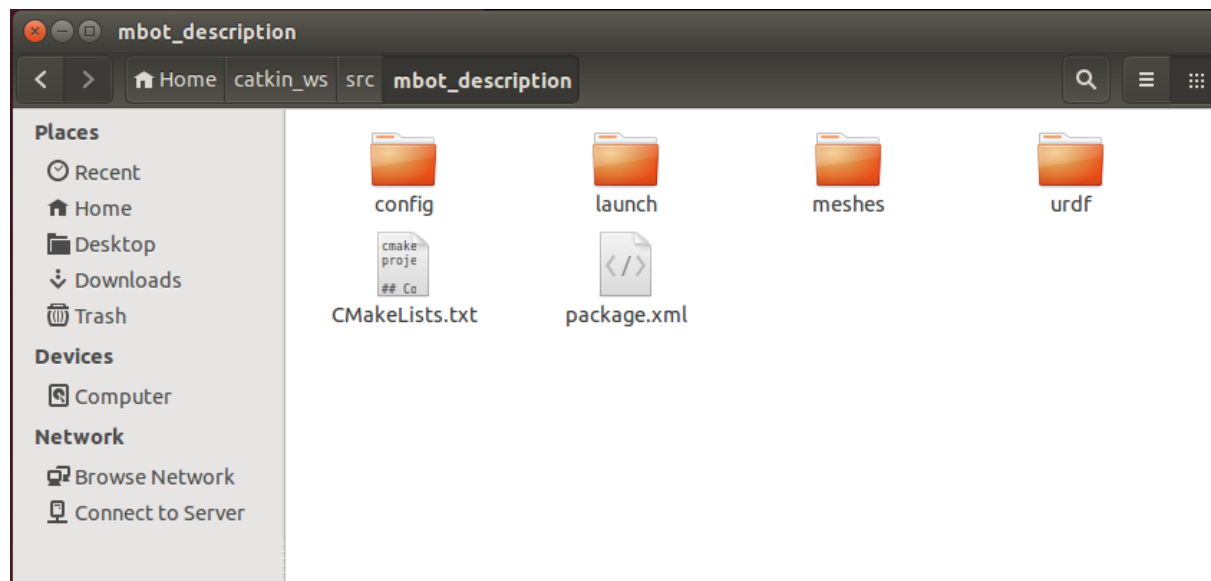 mbot_description
Home catkin_ws src mbot_description
Places
Recent
Home
Desktop
Downloads
Trash
Devices
Computer
Network
Browse Network
Connect to Server
config launch meshes urdf
cmake
proje
## Co
CMakeLists.txt package.xml